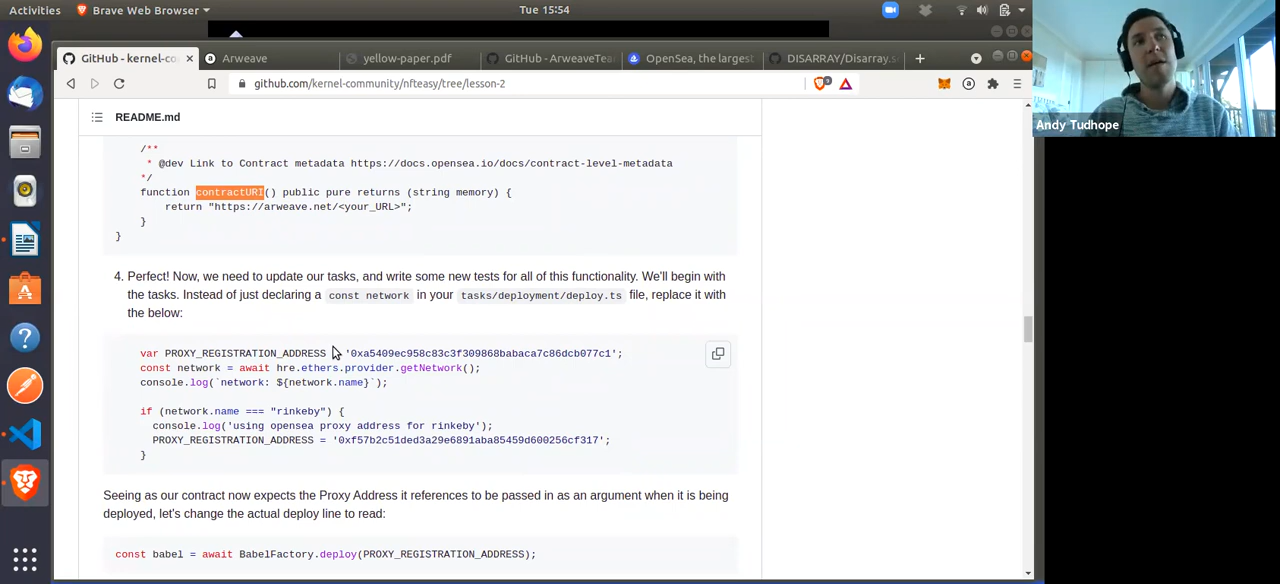 Activities Brave Web Browser Tue 15:54
GitHub - kernel-co Arweave yellow-paper.pdf GitHub - ArweaveTea OpenSea, the largest DISARRAY/Disarray.s
github.com/kernel-community/nfteasy/tree/lesson-2
Andy Tudhope
README.md
/**
* @dev Link to Contract metadata https://docs.opensea.io/docs/contract-level-metadata
*/
function contractURI() public pure returns (string memory) {
return "https://arweave.net/<your_URL>";
}
}
4. Perfect! Now, we need to update our tasks, and write some new tests for all of this functionality. We'll begin with
the tasks. Instead of just declaring a const network in your tasks/deployment/deploy.ts file, replace it with
the below:
var PROXY_REGISTRATION_ADDRESS = '0xa5409ec958c83c3f309868babaca7c86dcb077c1';
const network = await hre.ethers.provider.getNetwork();
console.log(`network: ${network.name}`);
if (network.name === "rinkeby") {
console.log('using opensea proxy address for rinkeby');
PROXY_REGISTRATION_ADDRESS = '0xf57b2c51ded3a29e6891aba85459d600256cf317';
}
Seeing as our contract now expects the Proxy Address it references to be passed in as an argument when it is being
deployed, let's change the actual deploy line to read:
const babel = await BabelFactory.deploy(PROXY_REGISTRATION_ADDRESS);